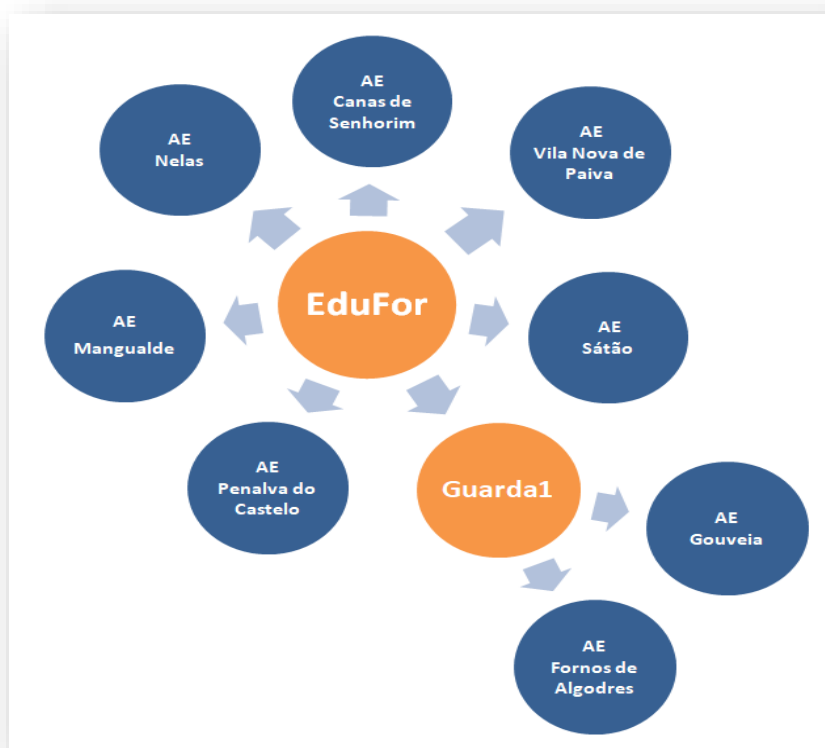 AE
Canas de
Senhorim
AE
Nelas
AE
Vila Nova de
Paiva
EduFor
AE
Mangualde
AE
Sátão
AE
Penalva do
Castelo
Guarda1
AE
Gouveia
AE
Fornos de
Algodres